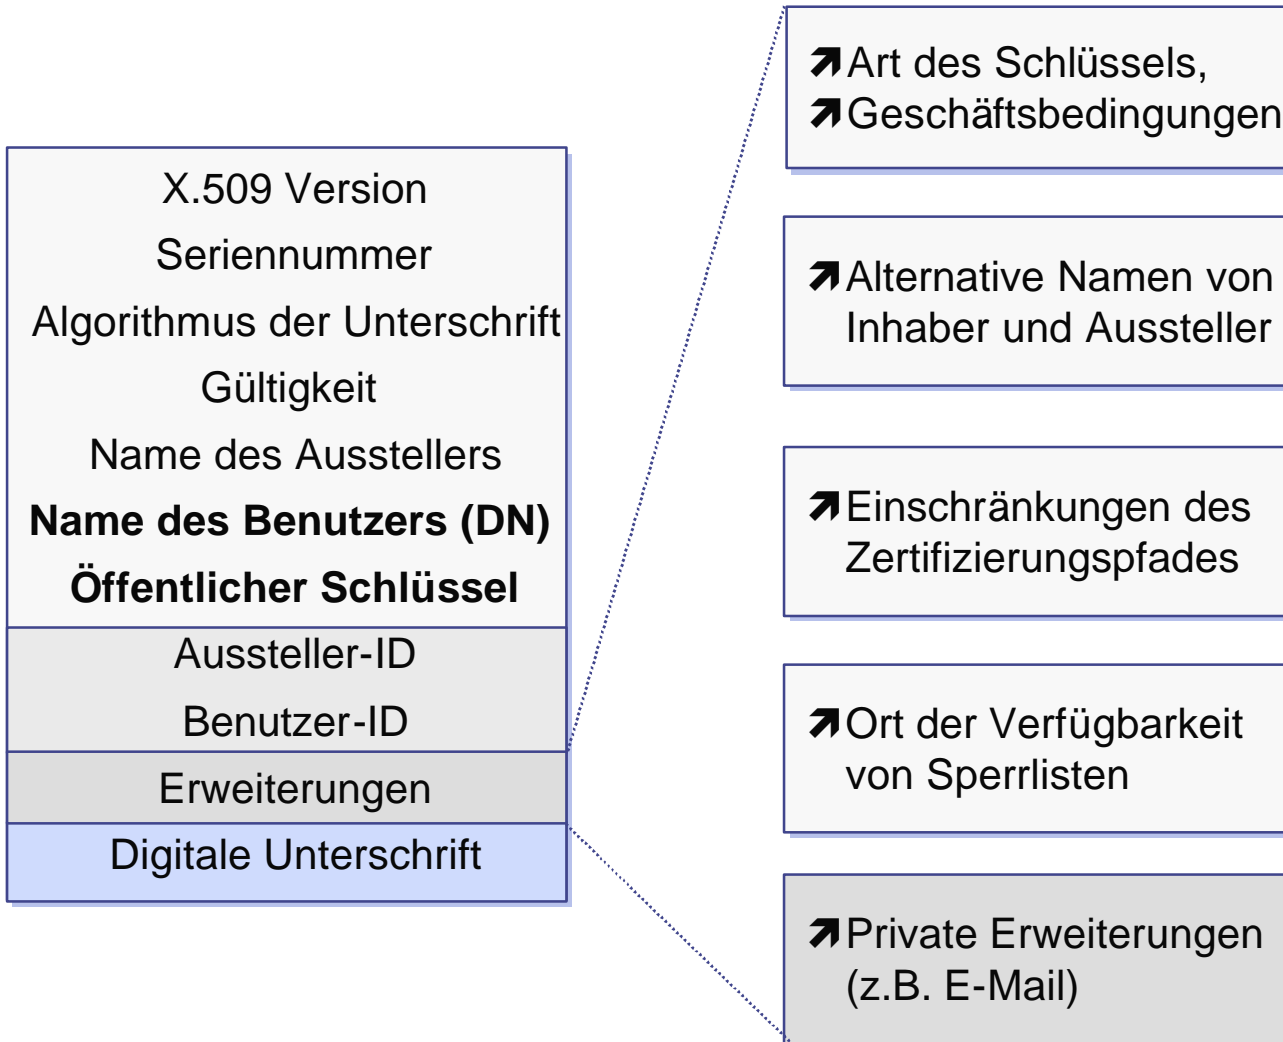 X.509 Version
Seriennummer
Algorithmus der Unterschrift
Gültigkeit
Name des Ausstellers
Name des Benutzers (DN)
Öffentlicher Schlüssel
Aussteller-ID
Benutzer-ID
Erweiterungen
Digitale Unterschrift
Art des Schlüssels,
Geschäftsbedingungen
Alternative Namen von
Inhaber und Aussteller
Einschränkungen des
Zertifizierungspfades
Ort der Verfügbarkeit
von Sperrlisten
Private Erweiterungen
(z.B. E-Mail)